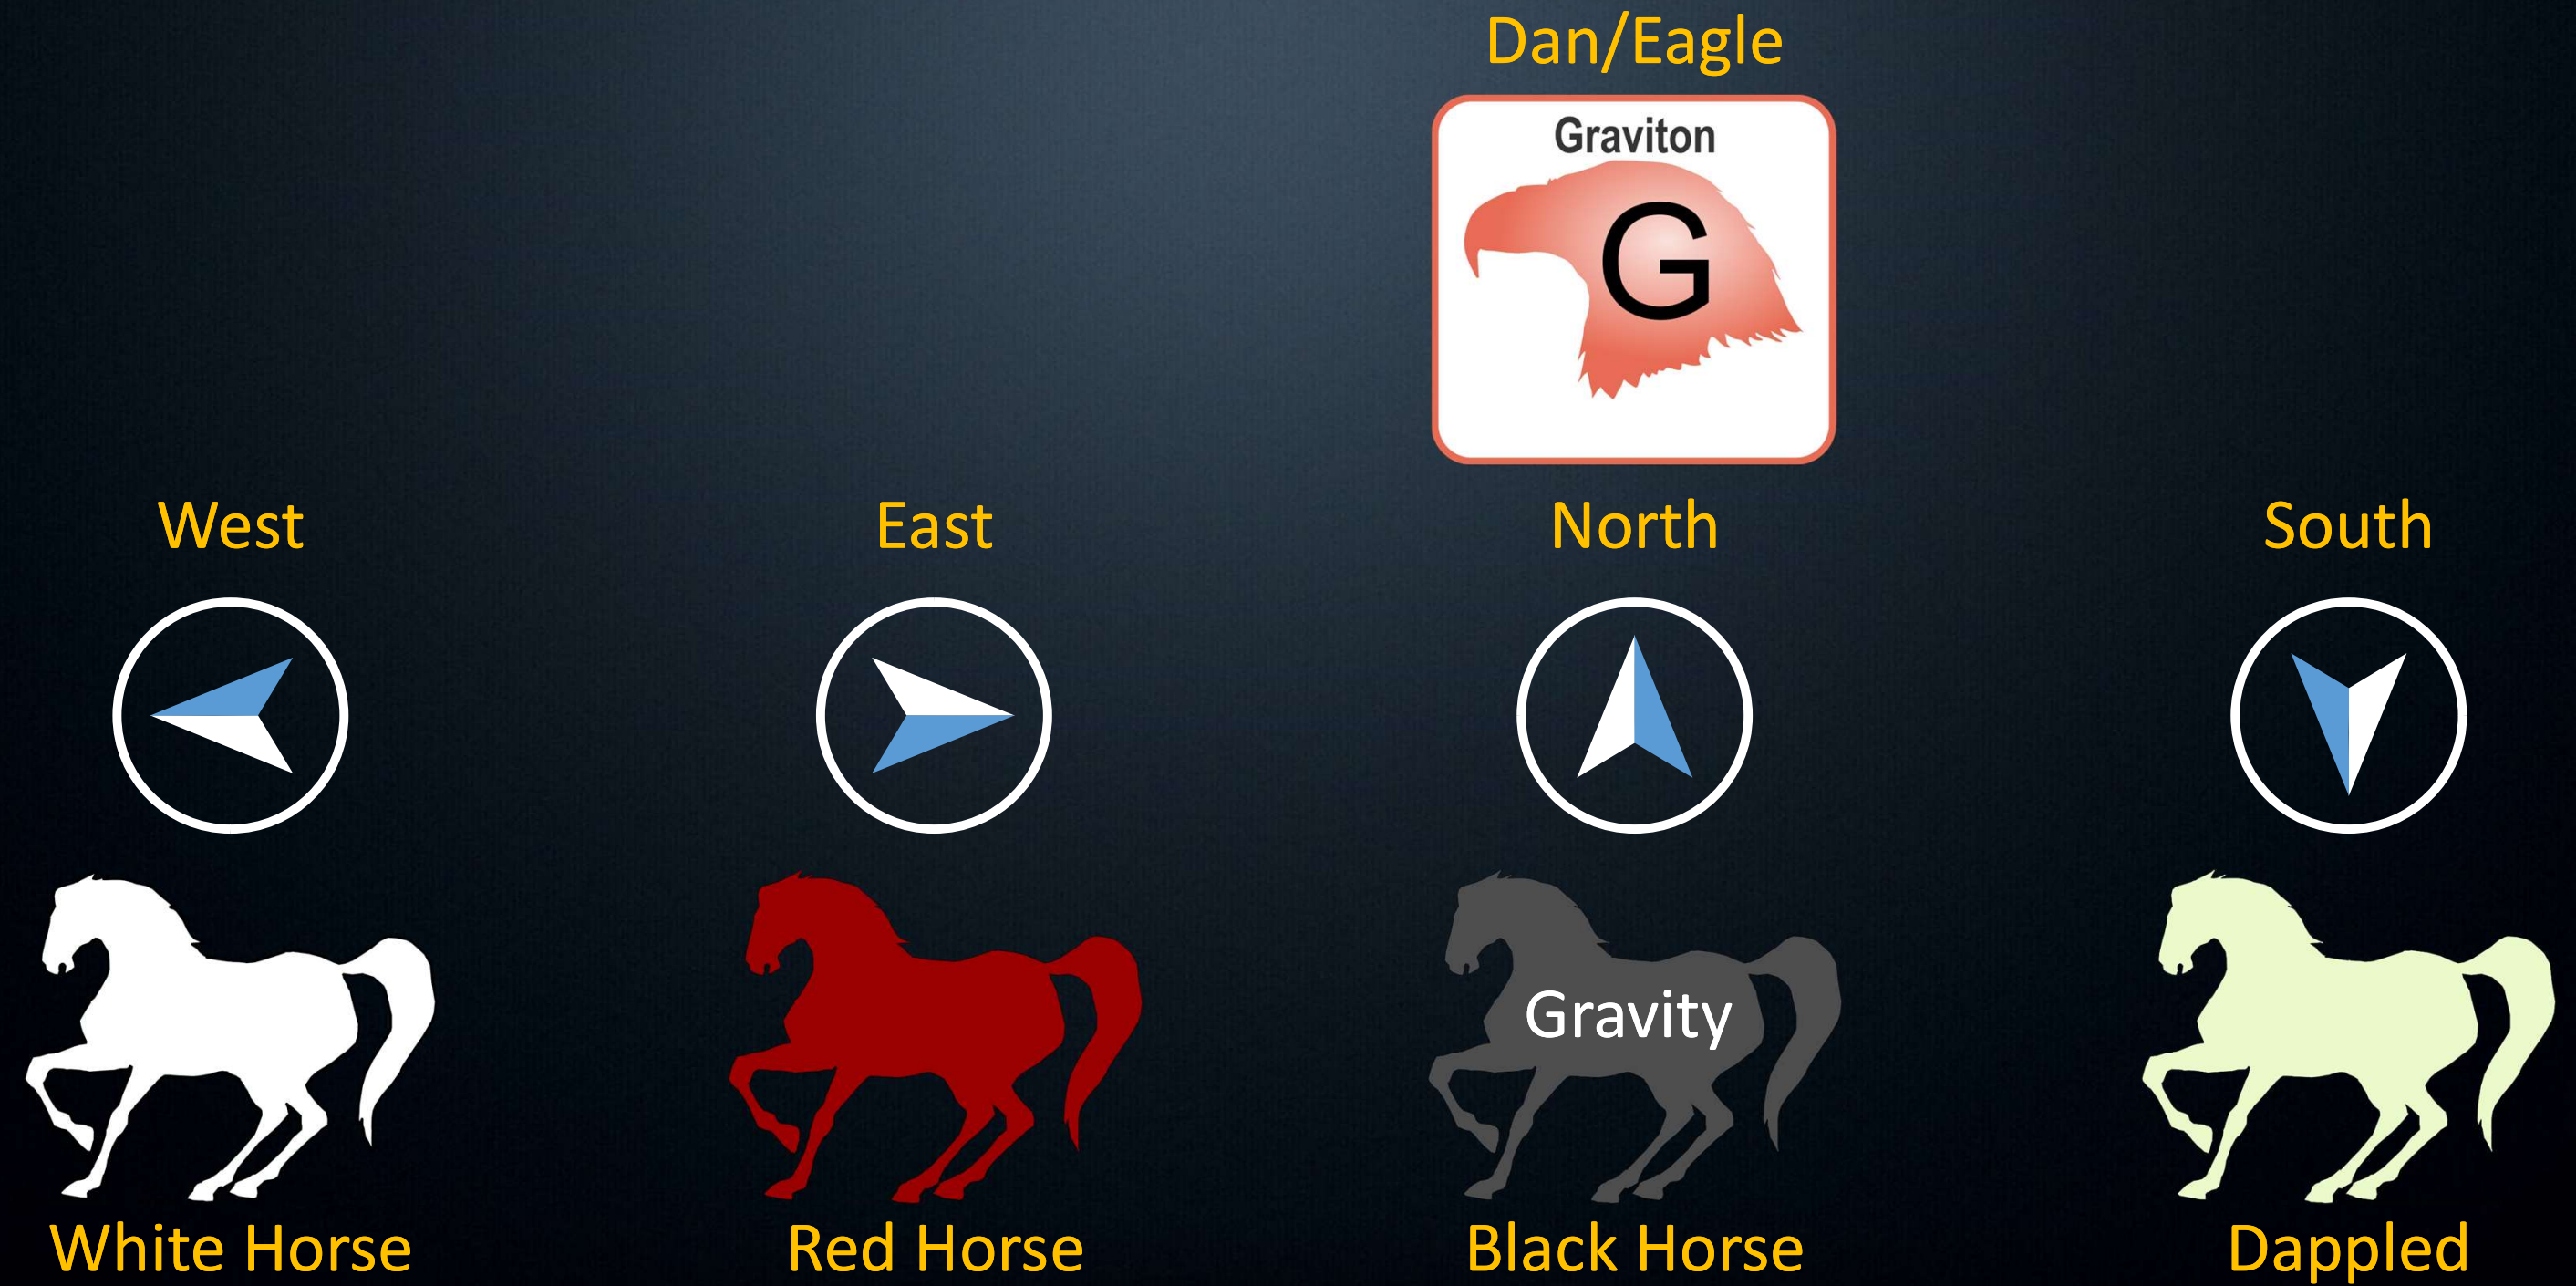 Dan/Eagle
Graviton
G
West
East
North
South
Gravity
White Horse
Red Horse
Black Horse
Dappled